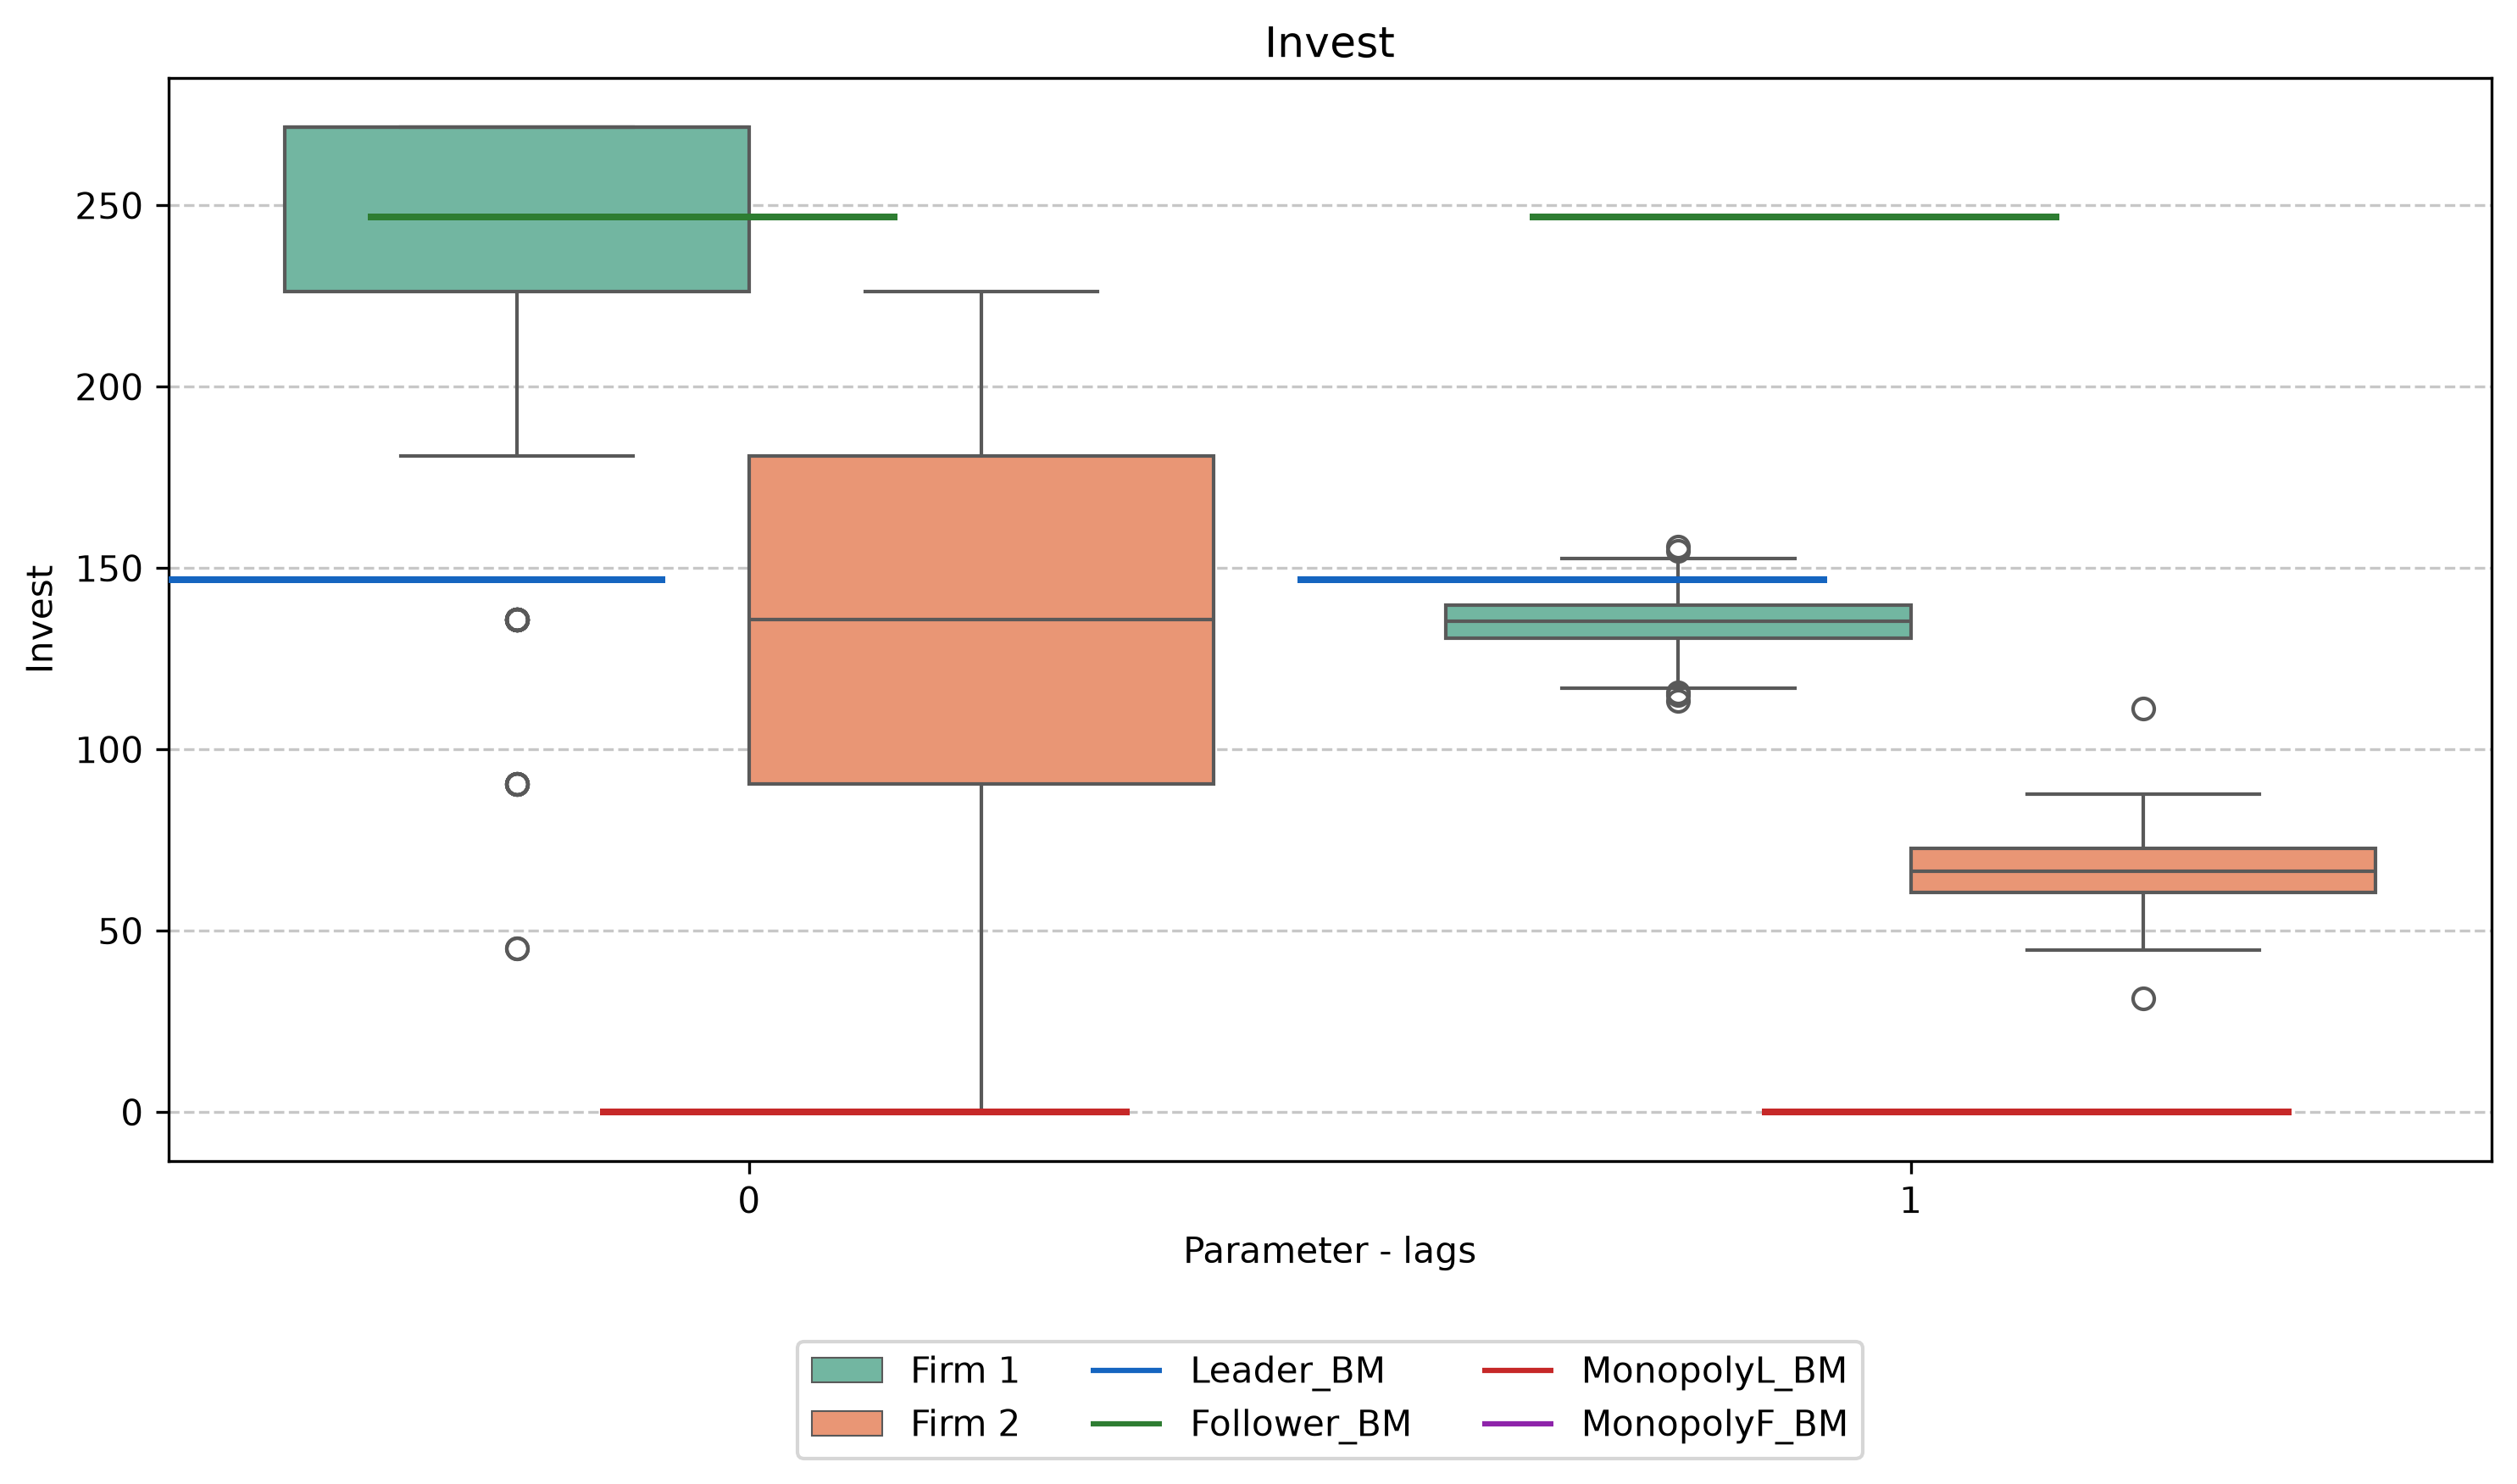 Invest
Invest
250
200
150
100
50
0
0 1
Parameter - lags
Firm 1 Leader_BM MonopolyL_BM
Firm 2 Follower_BM MonopolyF_BM